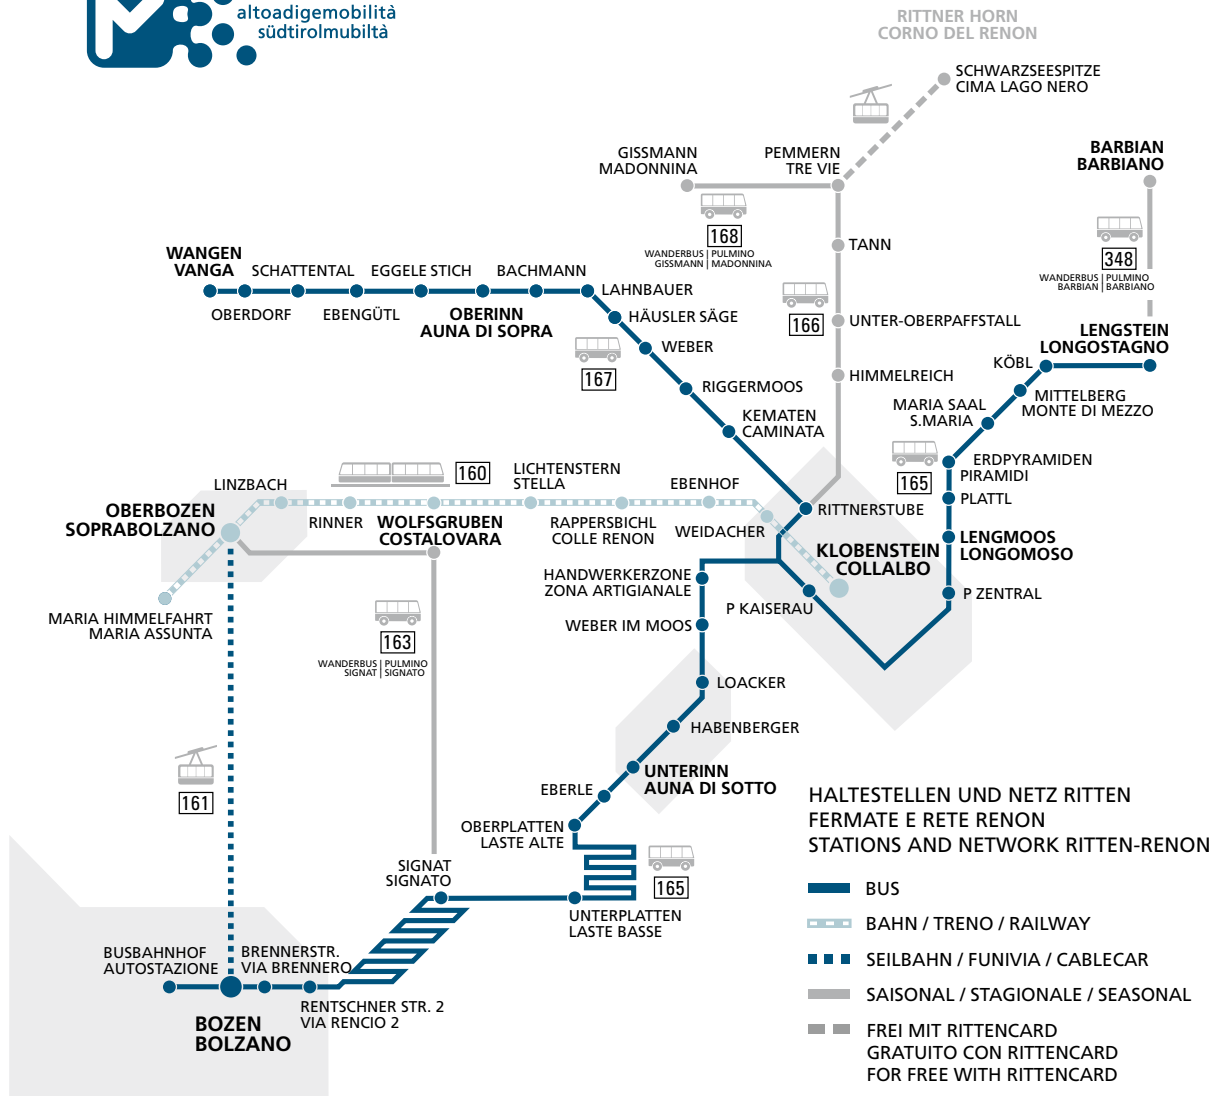 altoadigemobilità
südtirolmubiltà
RITTNER HORN
CORNO DEL RENON
SCHWARZSEESPITZE
CIMA LAGO NERO
GISSMANN
MADONNINA
PEMMERN
TRE VIE
BARBIAN
BARBIANO
168
WANDERBUS | PULMINO
GISSMANN | MADONNINA
TANN
348
WANDERBUS | PULMINO
BARBIAN | BARBIANO
WANGEN
VANGA
SCHATTENTAL
EGGELE STICH
BACHMANN
LAHNBAUER
OBERDORF
EBENGÜTL
OBERINN
AUNA DI SOPRA
HÄUSLER SÄGE
166
UNTER-OBERPAFFSTALL
LENGSTEIN
LONGOSTAGNO
WEBER
167
KÖBL
RIGGERMOOS
HIMMELREICH
MITTELBERG
MONTE DI MEZZO
MARIA SAAL
S.MARIA
KEMATEN
CAMINATA
ERDPYRAMIDEN
PIRAMIDI
165
PLATTL
160
LINZBACH
LICHTENSTERN
STELLA
EBENHOF
OBERBOZEN
SOPRABOLZANO
RINNER
WOLFSGRUBEN
COSTALOVARA
RAPPERSBICHL
COLLE RENON
WEIDACHER
RITTNERSTUBE
LENGMOOS
LONGOMOSO
KLOBENSTEIN
COLLALBO
HANDWERKERZONE
ZONA ARTIGIANALE
P KAISERAU
P ZENTRAL
MARIA HIMMELFAHRT
MARIA ASSUNTA
WEBER IM MOOS
163
WANDERBUS | PULMINO
SIGNAT | SIGNATO
LOACKER
HABENBERGER
UNTERINN
AUNA DI SOTTO
EBERLE
161
OBERPLATTEN
LASTE ALTE
SIGNAT
SIGNATO
165
UNTERPLATTEN
LASTE BASSE
BUSBAHNHOF
AUTOSTAZIONE
BRENNERSTR.
VIA BRENNERO
RENTSCHNER STR. 2
VIA RENCIO 2
BOZEN
BOLZANO
HALTESTELLEN UND NETZ RITTEN
FERMATE E RETE RENON
STATIONS AND NETWORK RITTEN-RENON
BUS
BAHN / TRENO / RAILWAY
SEILBAHN / FUNIVIA / CABLECAR
SAISONAL / STAGIONALE / SEASONAL
FREI MIT RITTENCARD
GRATUITO CON RITTENCARD
FOR FREE WITH RITTENCARD